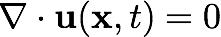 ∇ · 𝐮(𝐱, t) = 0